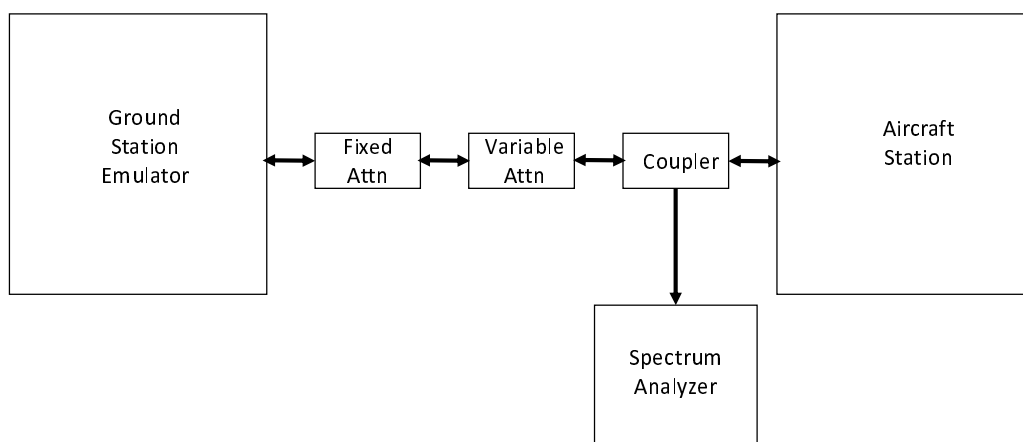 Ground
Station
Emulator
Fixed
Attn
Variable
Attn
Coupler
Aircraft
Station
Spectrum
Analyzer